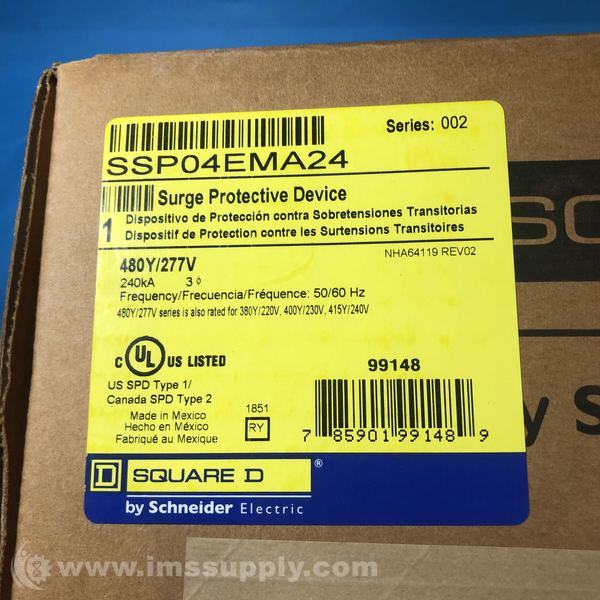 Series: 002
SSP04EMA24
1 Surge Protective Device
Dispositivo de Protección contra Sobretensiones Transitorias
Dispositif de Protection contre les Surtensions Transitoires
NHA64119 REV02
480Y/277V
240kA 3 ϕ
Frequency/Frecuencia/Fréquence: 50/60 Hz
480Y/277V series is also rated for 380Y/220V, 400Y/230V, 415Y/240V
C UL US LISTED
US SPD Type 1/
Canada SPD Type 2
Made in Mexico
Hecho en México
Fabriqué au Mexique
1851
RY
99148
7 85901 99148 9
D SQUARE D ®
by Schneider Electric
SQ
y S
www.imssupply.com